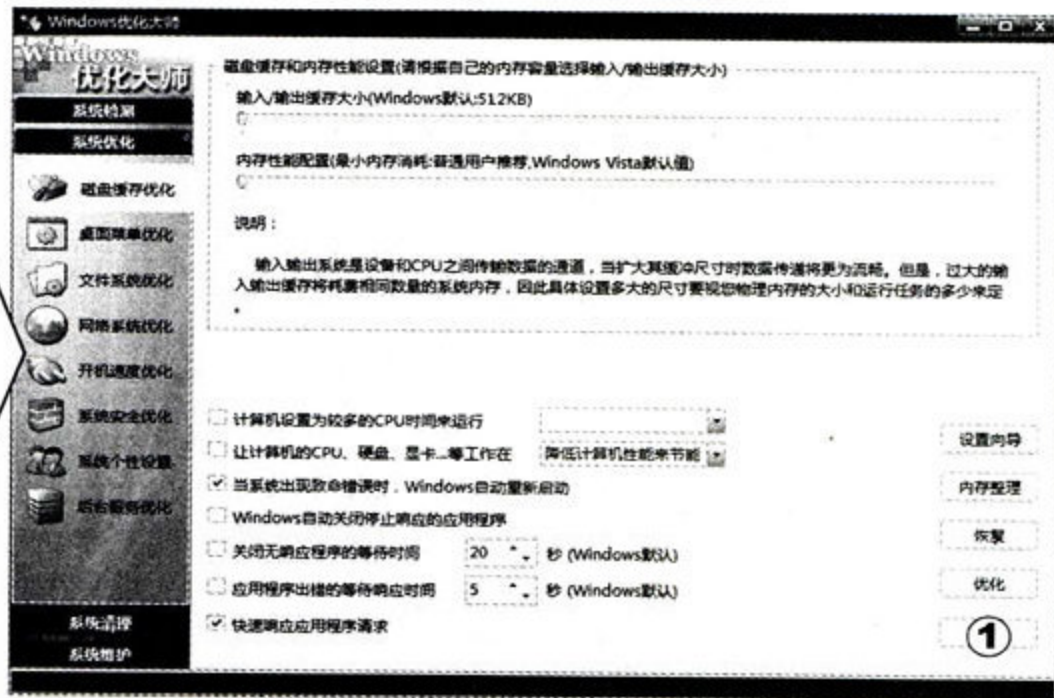 Windows优化大师
Windows
优化大师
系统检测
系统优化
磁盘缓存优化
桌面菜单优化
文件系统优化
网络系统优化
开机速度优化
系统安全优化
系统个性设置
后台服务优化
系统清理
系统维护
磁盘缓存和内存性能设置(请根据自己的内存容量选择输入/输出缓存大小)
输入/输出缓存大小(Windows默认:512KB)
内存性能配置(最小内存消耗:普通用户推荐,Windows Vista默认值)
说明：
输入输出系统是设备和CPU之间传输数据的通道，当扩大其缓冲尺寸时数据传递将更为流畅。但是，过大的输
入输出缓存将耗费相同数量的系统内存，因此具体设置多大的尺寸要视您物理内存的大小和运行任务的多少来定
。
计算机设置为较多的CPU时间来运行
让计算机的CPU、硬盘、显卡...等工作在 降低计算机性能来节能
当系统出现致命错误时，Windows自动重新启动
Windows自动关闭停止响应的应用程序
关闭无响应程序的等待时间 20 秒 (Windows默认)
应用程序出错的等待响应时间 5 秒 (Windows默认)
快速响应应用程序请求
设置向导
内存整理
恢复
优化
①